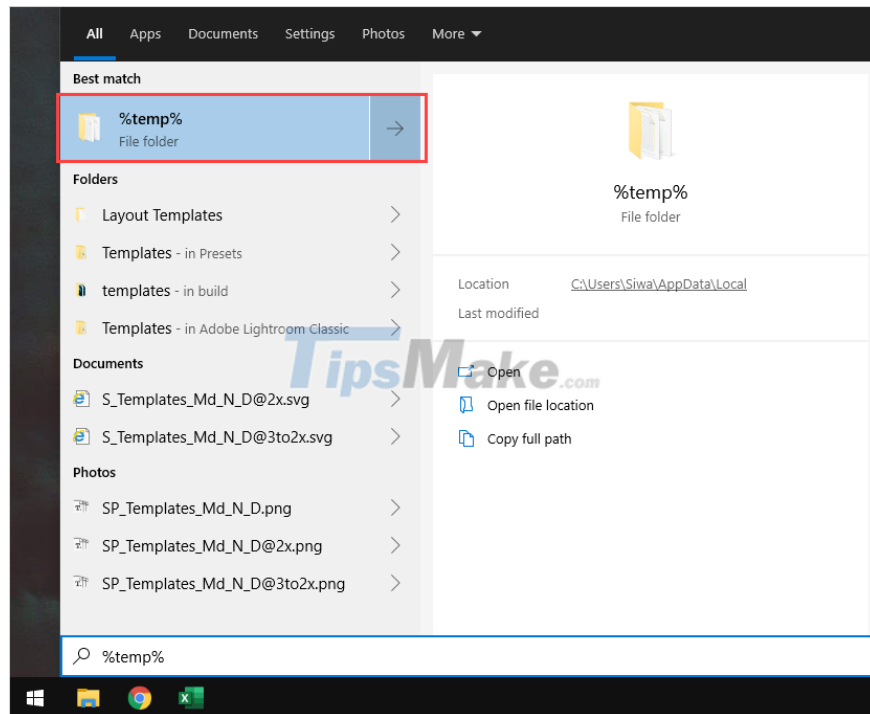 All Apps Documents Settings Photos More
Best match
%temp%
File folder
Folders
Layout Templates
Templates - in Presets
templates - in build
Templates - in Adobe Lightroom Classic
Documents
S_Templates_Md_N_D@2x.svg
S_Templates_Md_N_D@3to2x.svg
Photos
SP_Templates_Md_N_D.png
SP_Templates_Md_N_D@2x.png
SP_Templates_Md_N_D@3to2x.png
%temp%
File folder
Location C:\Users\Siwa\AppData\Local
Last modified
Open
Open file location
Copy full path
TipsMake.com
%temp%